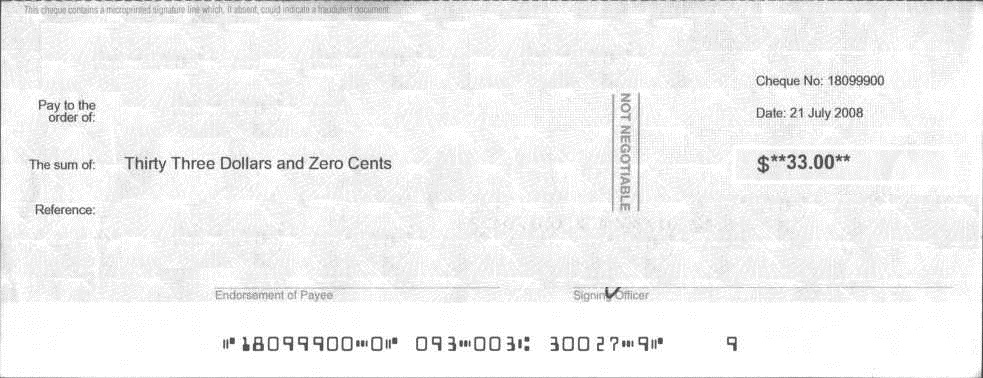 This cheque contains a microprinted signature line which, if absent, could indicate a fraudulent document.
Cheque No: 18099900
Pay to the
order of:
Date: 21 July 2008
NOT NEGOTIABLE
The sum of: Thirty Three Dollars and Zero Cents
$**33.00**
Reference:
Endorsement of Payee
Signing Officer
⑈18099900⑉0⑈ 093⑉003⑆ 30027⑉9⑈ 9